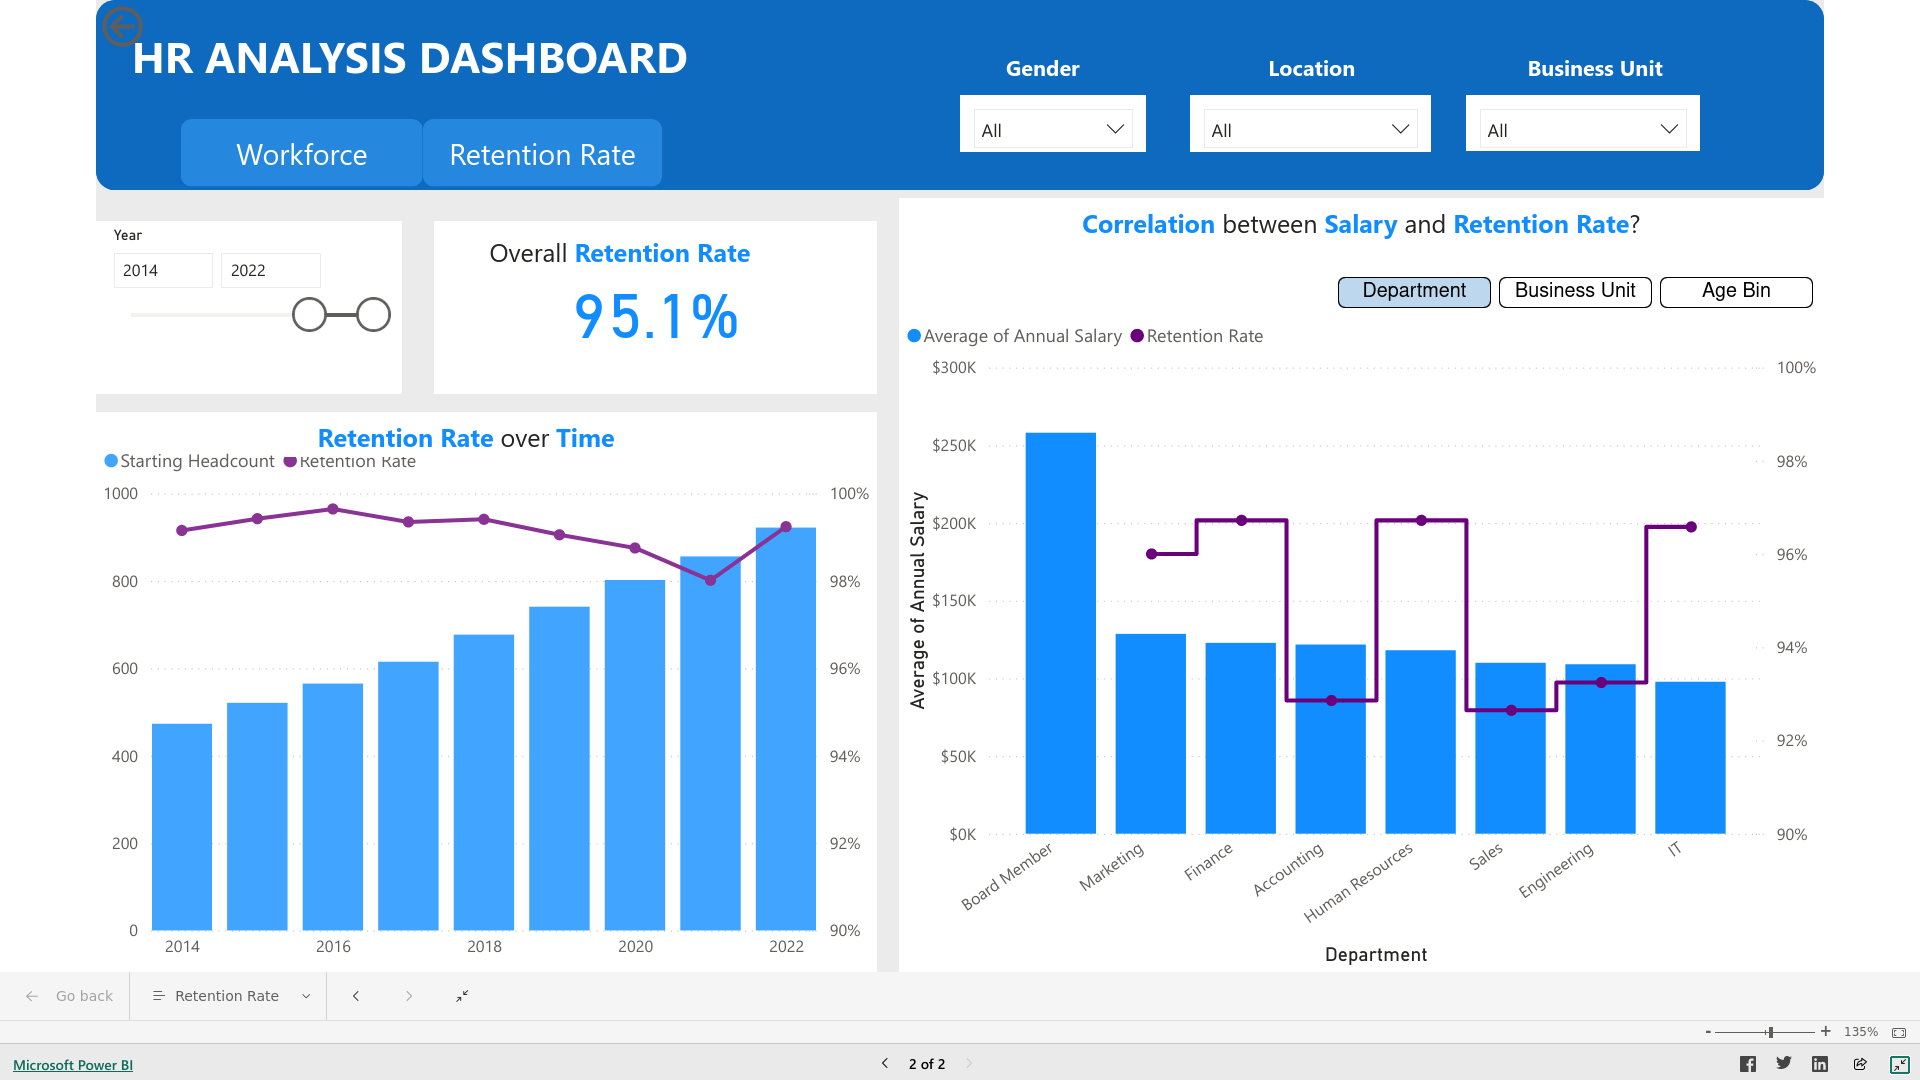 HR ANALYSIS DASHBOARD
Gender
Location
Business Unit
All
All
All
Workforce
Retention Rate
Year
2014
2022
Overall Retention Rate
95.1%
Correlation between Salary and Retention Rate?
Department
Business Unit
Age Bin
Average of Annual Salary
Retention Rate
$300K
$250K
$200K
$150K
$100K
$50K
$0K
100%
98%
96%
94%
92%
90%
Average of Annual Salary
Board Member
Marketing
Finance
Accounting
Human Resources
Sales
Engineering
IT
Department
Retention Rate over Time
Starting Headcount
Retention Rate
1000
800
600
400
200
0
100%
98%
96%
94%
92%
90%
2014
2016
2018
2020
2022
Go back
Retention Rate
- + 135%
Microsoft Power BI
2 of 2